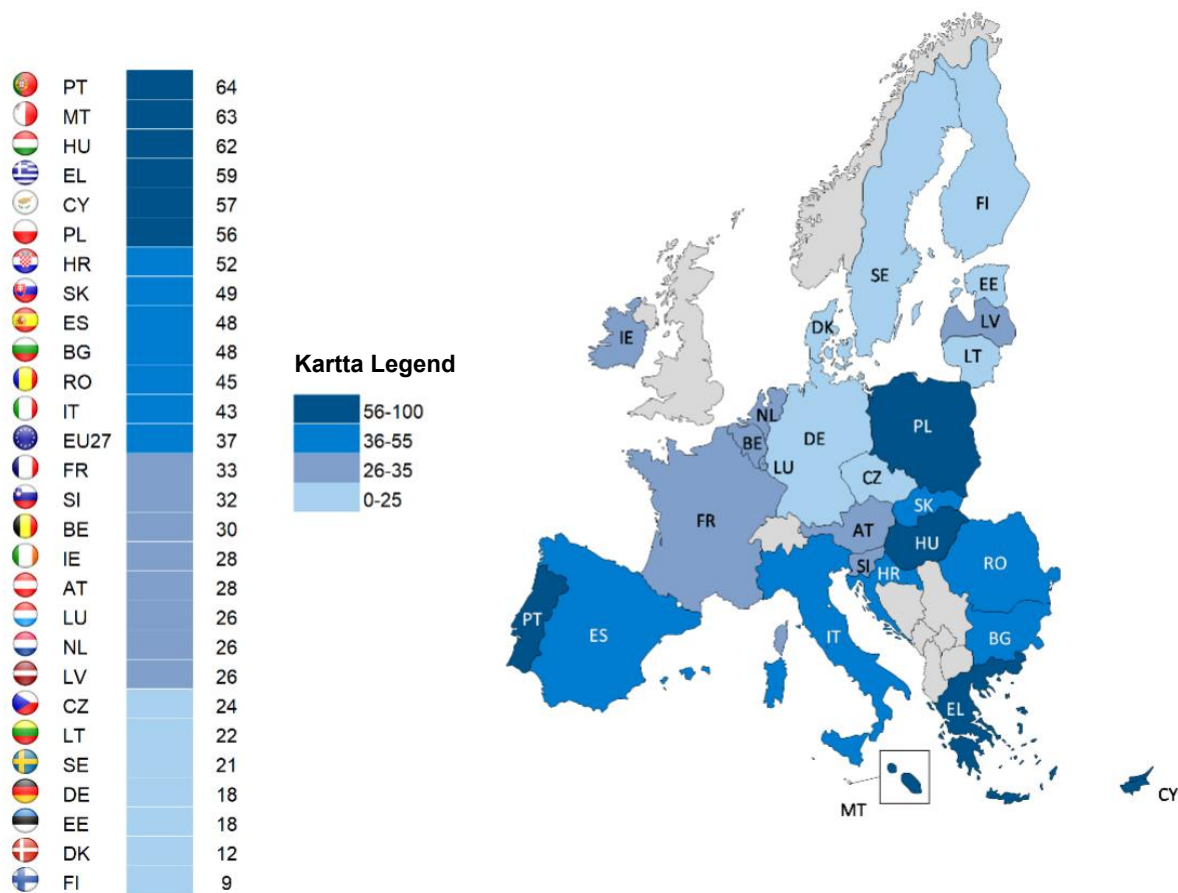 PT 64
MT 63
HU 62
EL 59
CY 57
PL 56
HR 52
SK 49
ES 48
BG 48
RO 45
IT 43
EU27 37
FR 33
SI 32
BE 30
IE 28
AT 28
LU 26
NL 26
LV 26
CZ 24
LT 22
SE 21
DE 18
EE 18
DK 12
FI 9
Kartta Legend
56-100
36-55
26-35
0-25
FI
SE
EE
LV
LT
DK
IE
NL
BE
LU
DE
PL
CZ
SK
FR
AT
HU
SI
HR
RO
PT
ES
IT
BG
EL
MT
CY